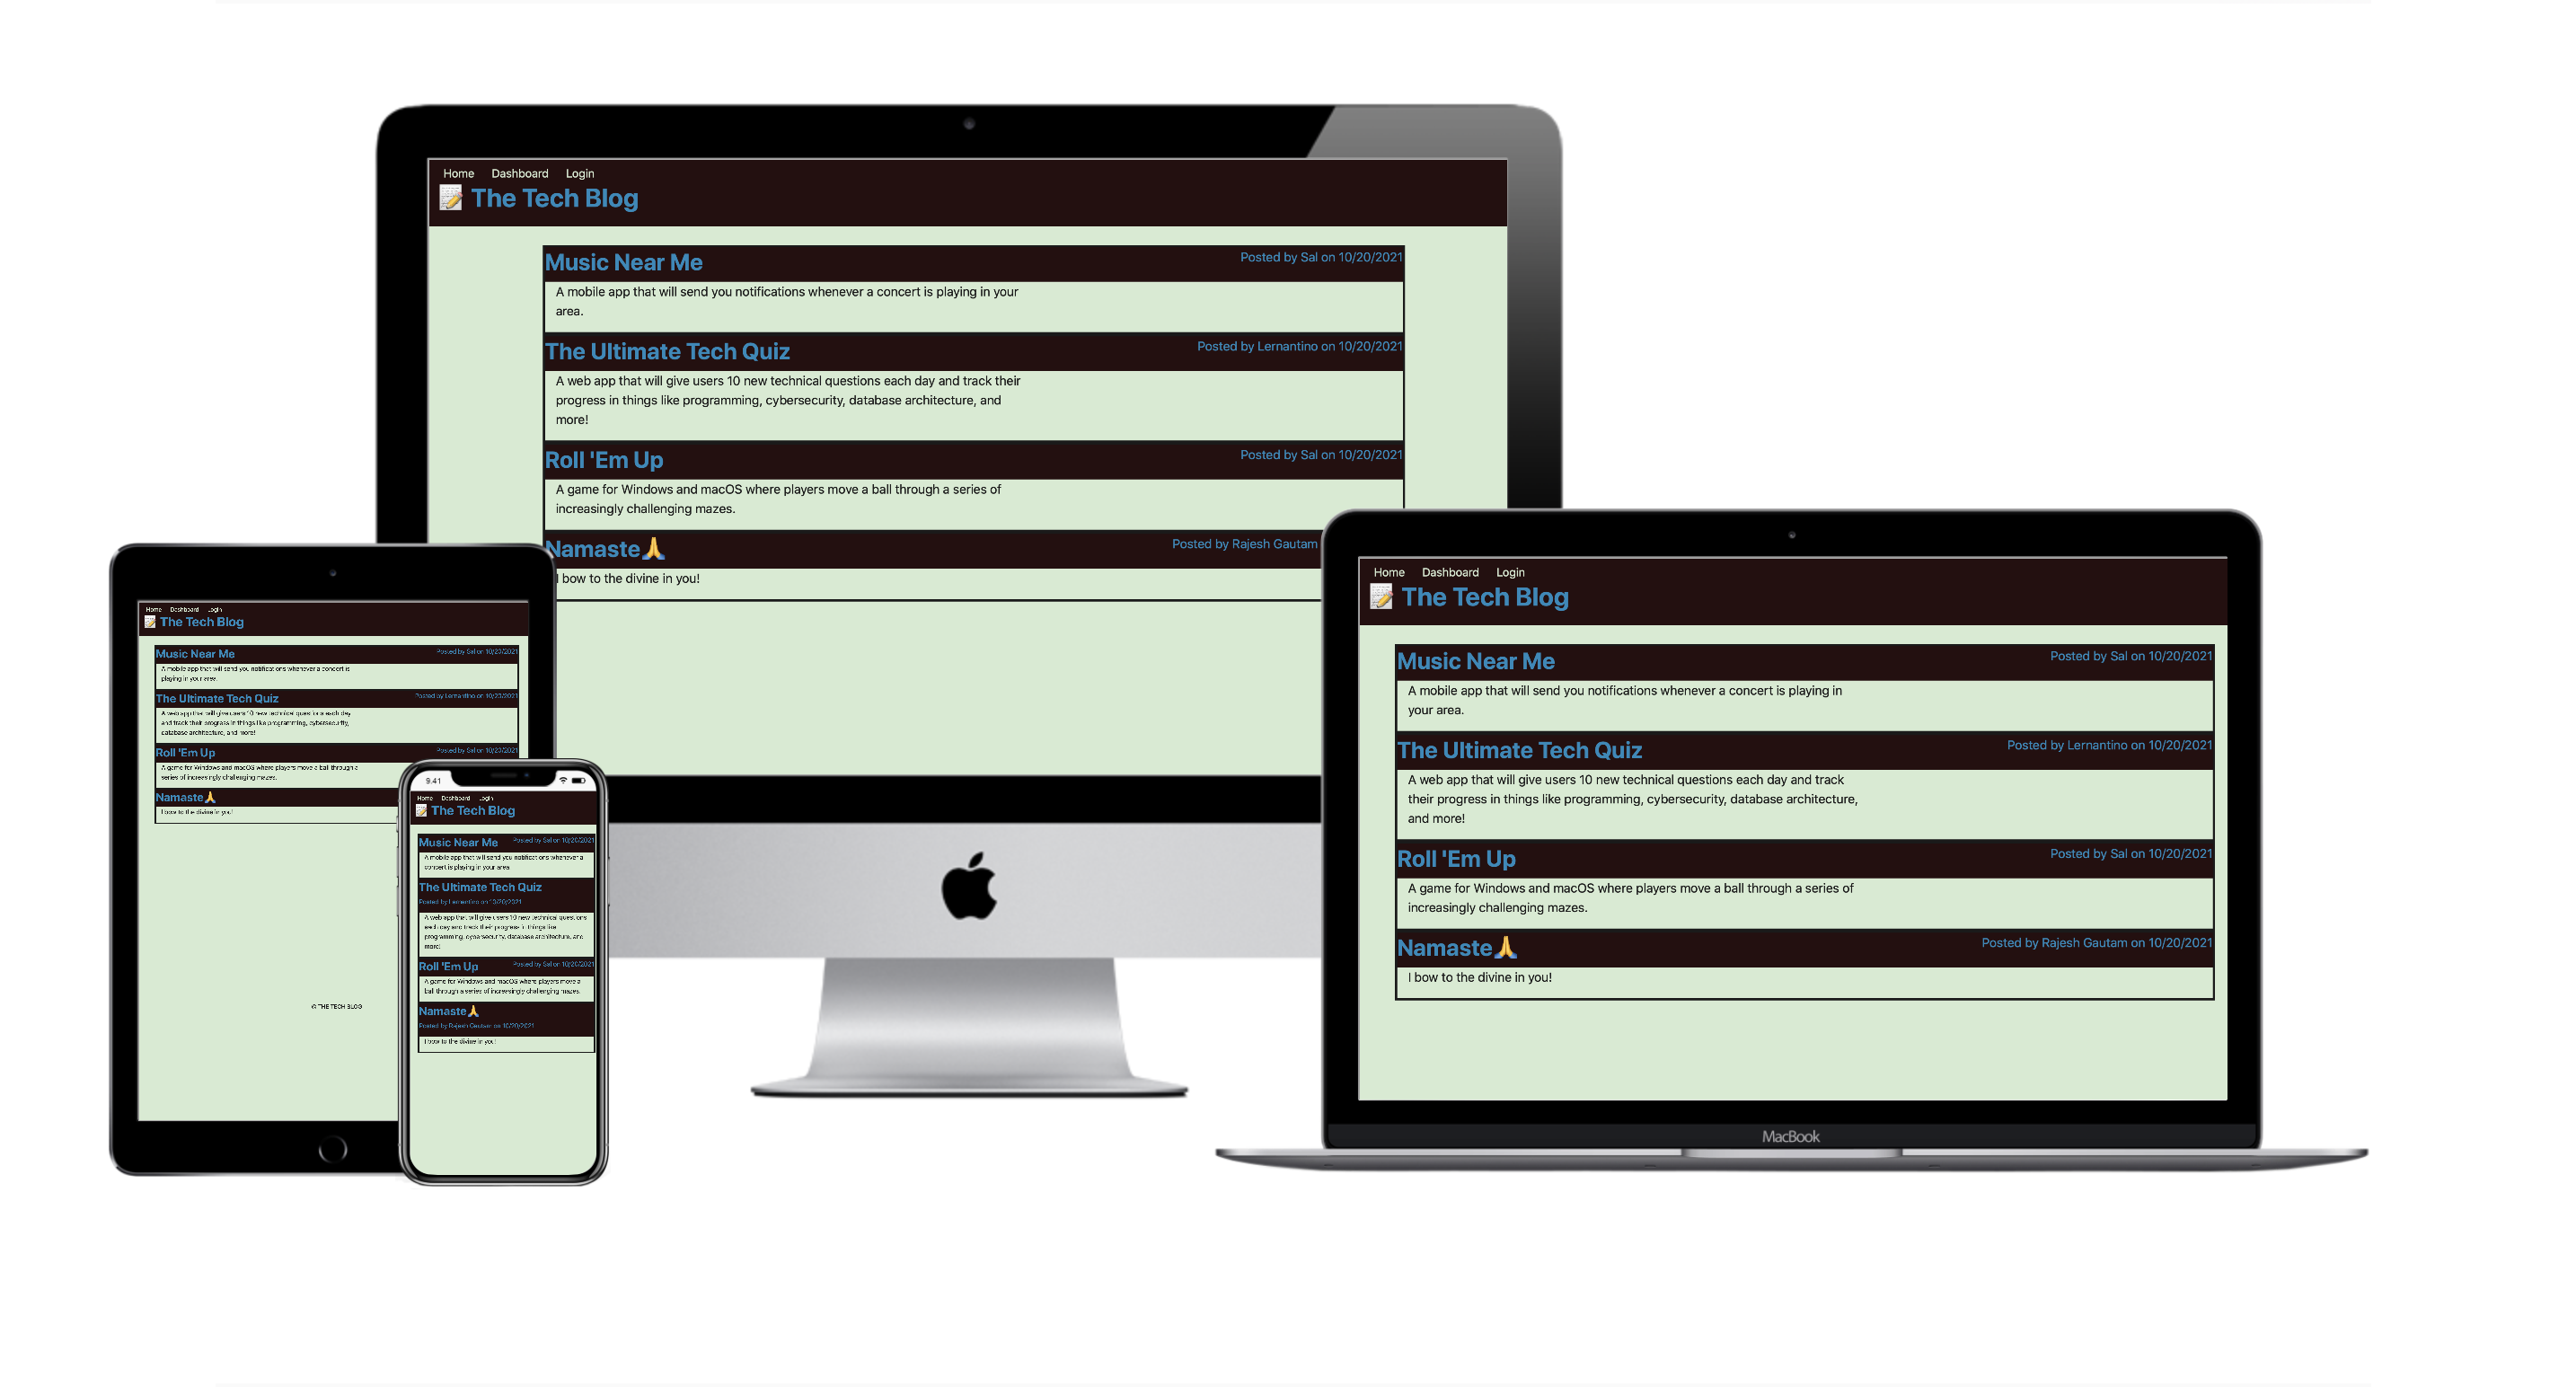 Home Dashboard Login
📝 The Tech Blog
Music Near Me Posted by Sal on 10/20/2021
A mobile app that will send you notifications whenever a concert is playing in your
area.
The Ultimate Tech Quiz Posted by Lernantino on 10/20/2021
A web app that will give users 10 new technical questions each day and track their
progress in things like programming, cybersecurity, database architecture, and
more!
Roll 'Em Up Posted by Sal on 10/20/2021
A game for Windows and macOS where players move a ball through a series of
increasingly challenging mazes.
Namaste🙏 Posted by Rajesh Gautam
I bow to the divine in you!
Home Dashboard Login
📝 The Tech Blog
Music Near Me Posted by Sal on 10/20/2021
A mobile app that will send you notifications whenever a concert is
playing in your area.
The Ultimate Tech Quiz Posted by Lernantino on 10/20/2021
A web app that will give users 10 new technical questions each day
and track their progress in things like programming, cybersecurity,
database architecture, and more!
Roll 'Em Up Posted by Sal on 10/20/2021
A game for Windows and macOS where players move a ball through a
series of increasingly challenging mazes.
Namaste🙏
I bow to the divine in you!
© THE TECH BLOG
9:41
Home Dashboard Login
📝 The Tech Blog
Music Near Me Posted by Sal on 10/20/2021
A mobile app that will send you notifications whenever a
concert is playing in your area.
The Ultimate Tech Quiz
Posted by Lernantino on 10/20/2021
A web app that will give users 10 new technical questions
each day and track their progress in things like
programming, cybersecurity, database architecture, and
more!
Roll 'Em Up Posted by Sal on 10/20/2021
A game for Windows and macOS where players move a
ball through a series of increasingly challenging mazes.
Namaste🙏
Posted by Rajesh Gautam on 10/20/2021
I bow to the divine in you!
Home Dashboard Login
📝 The Tech Blog
Music Near Me Posted by Sal on 10/20/2021
A mobile app that will send you notifications whenever a concert is playing in
your area.
The Ultimate Tech Quiz Posted by Lernantino on 10/20/2021
A web app that will give users 10 new technical questions each day and track
their progress in things like programming, cybersecurity, database architecture,
and more!
Roll 'Em Up Posted by Sal on 10/20/2021
A game for Windows and macOS where players move a ball through a series of
increasingly challenging mazes.
Namaste🙏 Posted by Rajesh Gautam on 10/20/2021
I bow to the divine in you!
MacBook